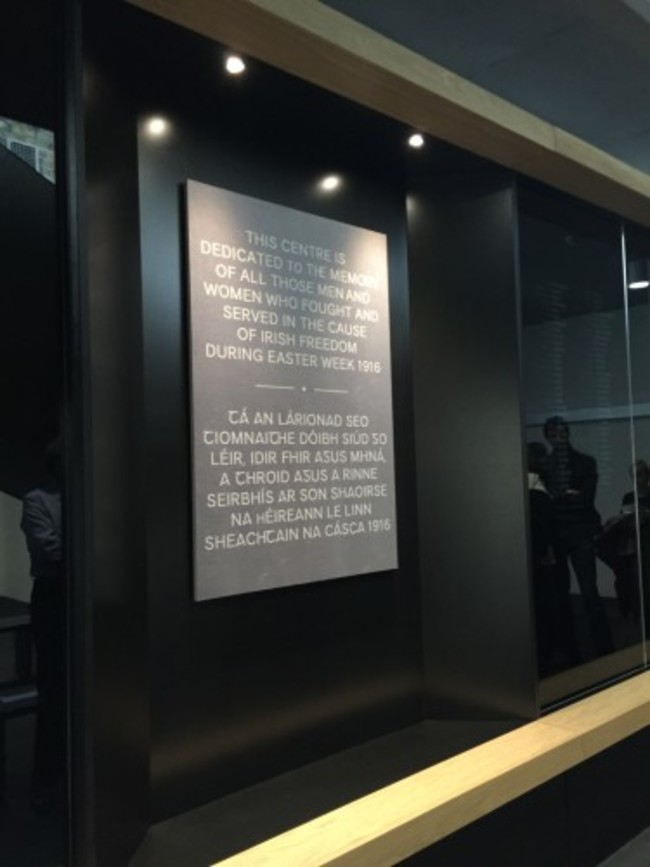 THIS CENTRE IS
DEDICATED TO THE MEMORY
OF ALL THOSE MEN AND
WOMEN WHO FOUGHT AND
SERVED IN THE CAUSE
OF IRISH FREEDOM
DURING EASTER WEEK 1916
TÁ AN LÁRIONAD SEO
TIOMNAITHE DÓIBH SIÚD GO
LÉIR, IDIR FHIR AGUS MHNÁ,
A THROID AGUS A RINNE
SEIRBHÍS AR SON SHAOIRSE
NA hÉIREANN LE LINN
SHEACHTAIN NA CÁSCA 1916